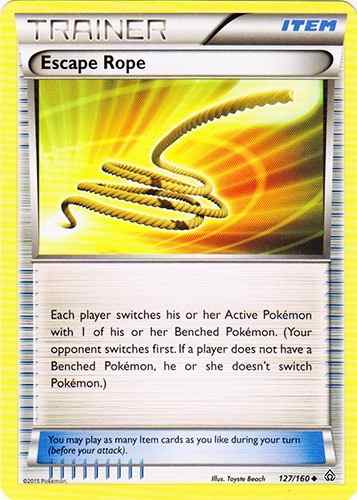 TRAINER
ITEM
Escape Rope
Each player switches his or her Active Pokémon
with 1 of his or her Benched Pokémon. (Your
opponent switches first. If a player does not have a
Benched Pokémon, he or she doesn't switch
Pokémon.)
You may play as many Item cards as you like during your turn
(before your attack).
©2015 Pokémon
Illus. Toyste Beach
127/160